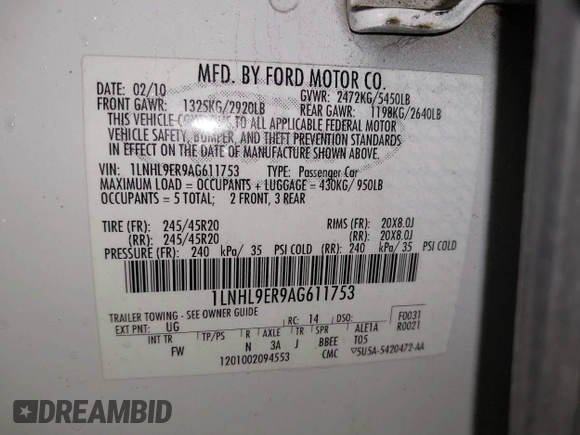 MFD. BY FORD MOTOR CO.
DATE: 02/10 GVWR: 2472KG/5450LB
FRONT GAWR: 1325KG/2920LB REAR GAWR: 1198KG/2640LB
THIS VEHICLE COMPLIES TO ALL APPLICABLE FEDERAL MOTOR
VEHICLE SAFETY, BUMPER, AND THEFT PREVENTION STANDARDS
IN EFFECT ON THE DATE OF MANUFACTURE SHOWN ABOVE.
VIN: 1LNHL9ER9AG611753 TYPE: Passenger Car
MAXIMUM LOAD = OCCUPANTS + LUGGAGE = 430KG/950LB
OCCUPANTS = 5 TOTAL; 2 FRONT, 3 REAR
TIRE (FR): 245/45R20 RIMS (FR): 20X8.0J
(RR): 245/45R20 (RR): 20X8.0J
PRESSURE (FR): 240 kPa/ 35 PSI COLD (RR): 240 kPa/ 35 PSI COLD
1LNHL9ER9AG611753
TRAILER TOWING - SEE OWNER GUIDE F0031
EXT PNT: UG RC: 14 DSO: R0021
INT TR TP/PS R AXLE TR SPR ALE1A
FW N 3A J BBEE T05
1201002094553 CMC
DREAMBID